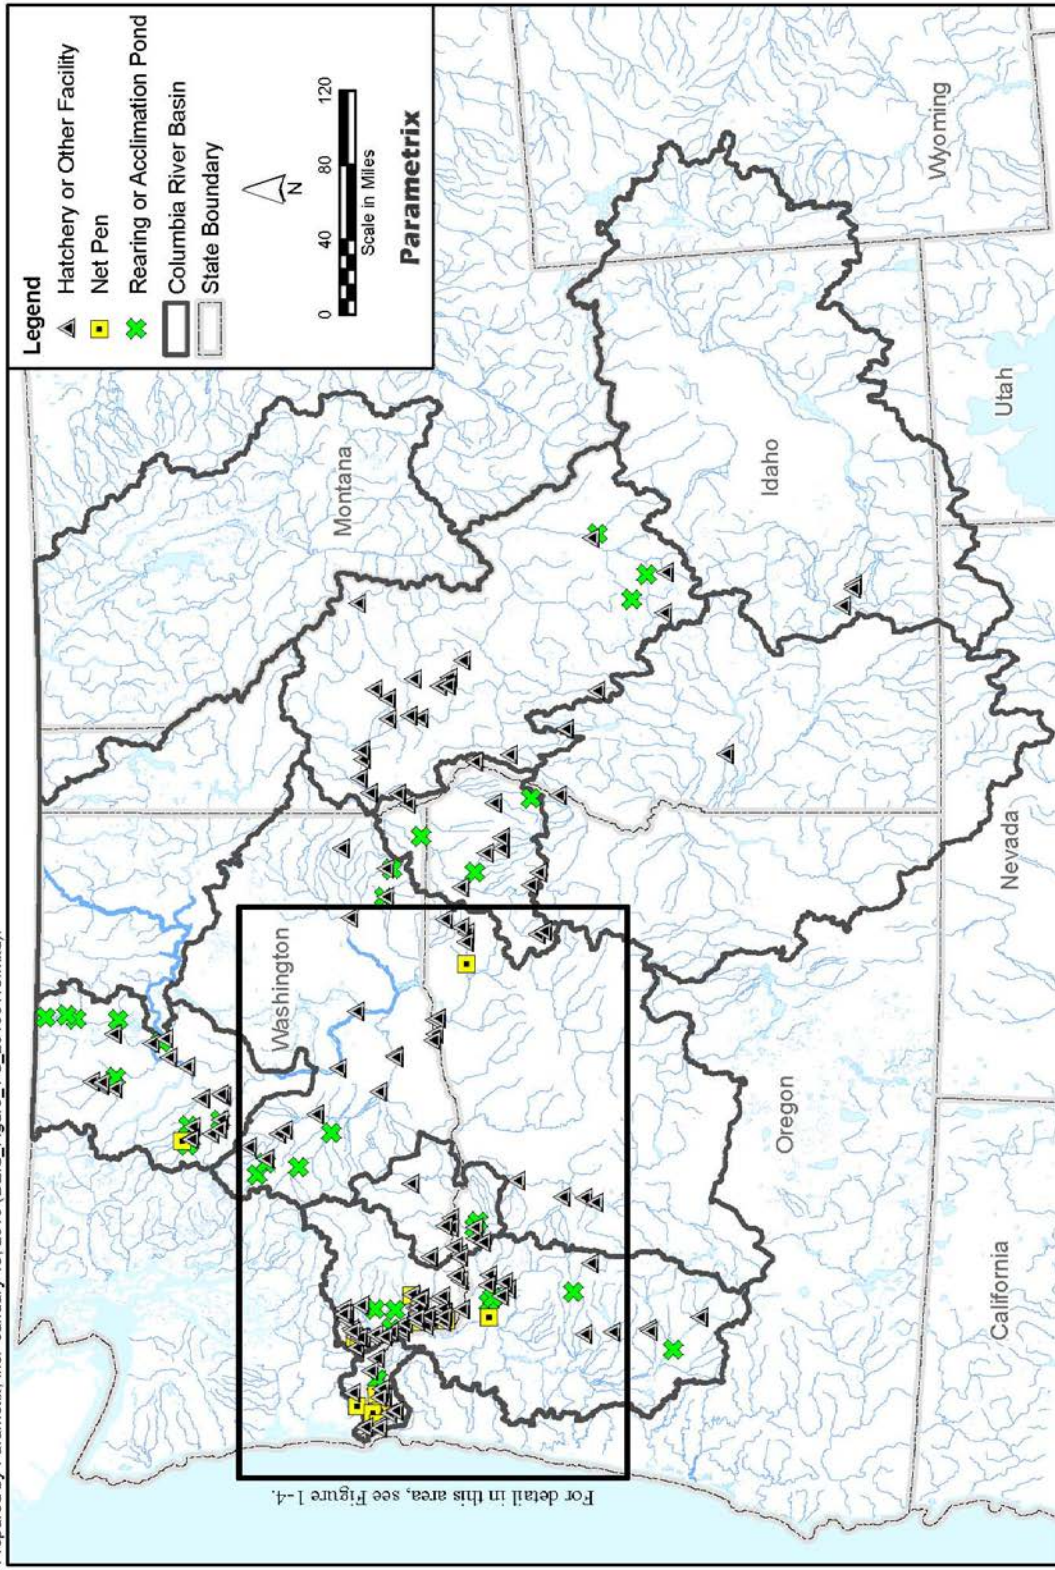 Legend
Hatchery or Other Facility
Net Pen
Rearing or Acclimation Pond
Columbia River Basin
State Boundary
N
0 40 80 120
Scale in Miles
Parametrix
Washington
Montana
Oregon
Idaho
Wyoming
California
Nevada
Utah
For detail in this area, see Figure 1-4.